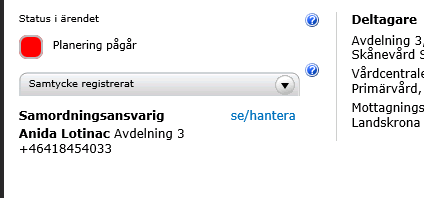 Status i ärendet
Planering pågår
Samtycke registrerat
Samordningsansvarig se/hantera
Anida Lotinac Avdelning 3
+46418454033
Deltagare
Avdelning 3,
Skånevård S
Vårdcentrale
Primärvård,
Mottagnings
Landskrona